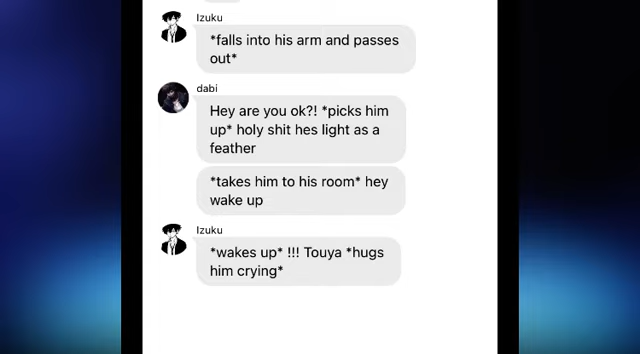 Izuku
*falls into his arm and passes
out*
dabi
Hey are you ok?! *picks him
up* holy shit hes light as a
feather
*takes him to his room* hey
wake up
Izuku
*wakes up* !!! Touya *hugs
him crying*